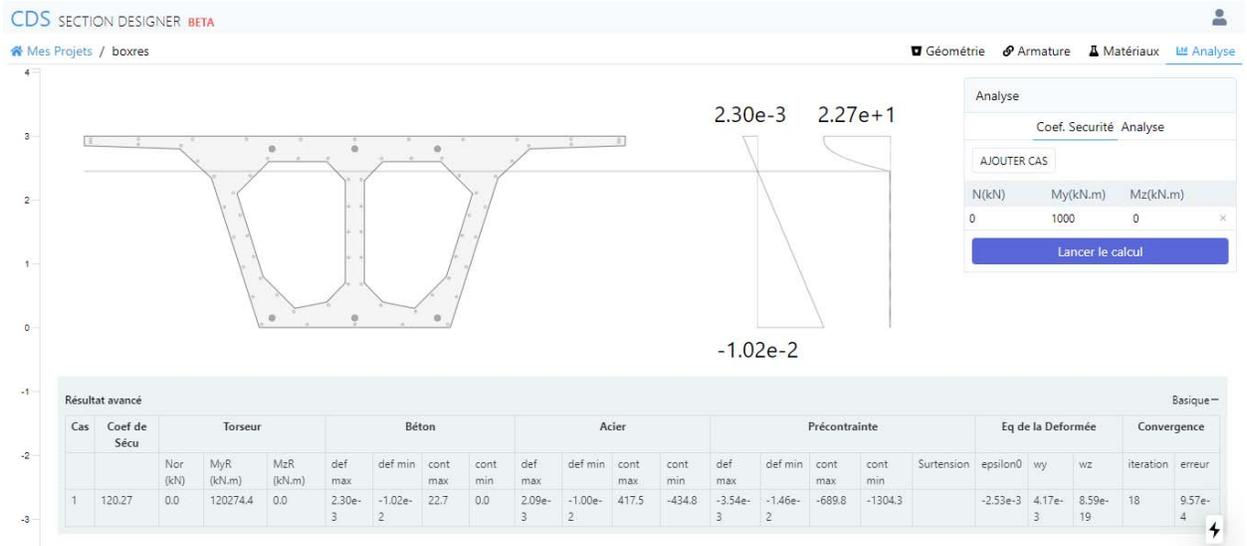 CDS SECTION DESIGNER BETA
Mes Projets / boxres
Géométrie Armature Matériaux Analyse
4
3
2
1
0
-1
-2
-3
2.30e-3 2.27e+1
-1.02e-2
Analyse
Coef. Securité Analyse
AJOUTER CAS
N(kN) My(kN.m) Mz(kN.m)
0 1000 0 ×
Lancer le calcul
Résultat avancé Basique−
Cas Coef de Sécu Torseur Béton Acier Précontrainte Eq de la Deformée Convergence
Nor (kN) MyR (kN.m) MzR (kN.m) def max def min cont max cont min def max def min cont max cont min def max def min cont max cont min Surtension epsilon0 wy wz iteration erreur
1 120.27 0.0 120274.4 0.0 2.30e-3 -1.02e-2 22.7 0.0 2.09e-3 -1.00e-2 417.5 -434.8 -3.54e-3 -1.46e-2 -689.8 -1304.3 -2.53e-3 4.17e-3 8.59e-19 18 9.57e-4